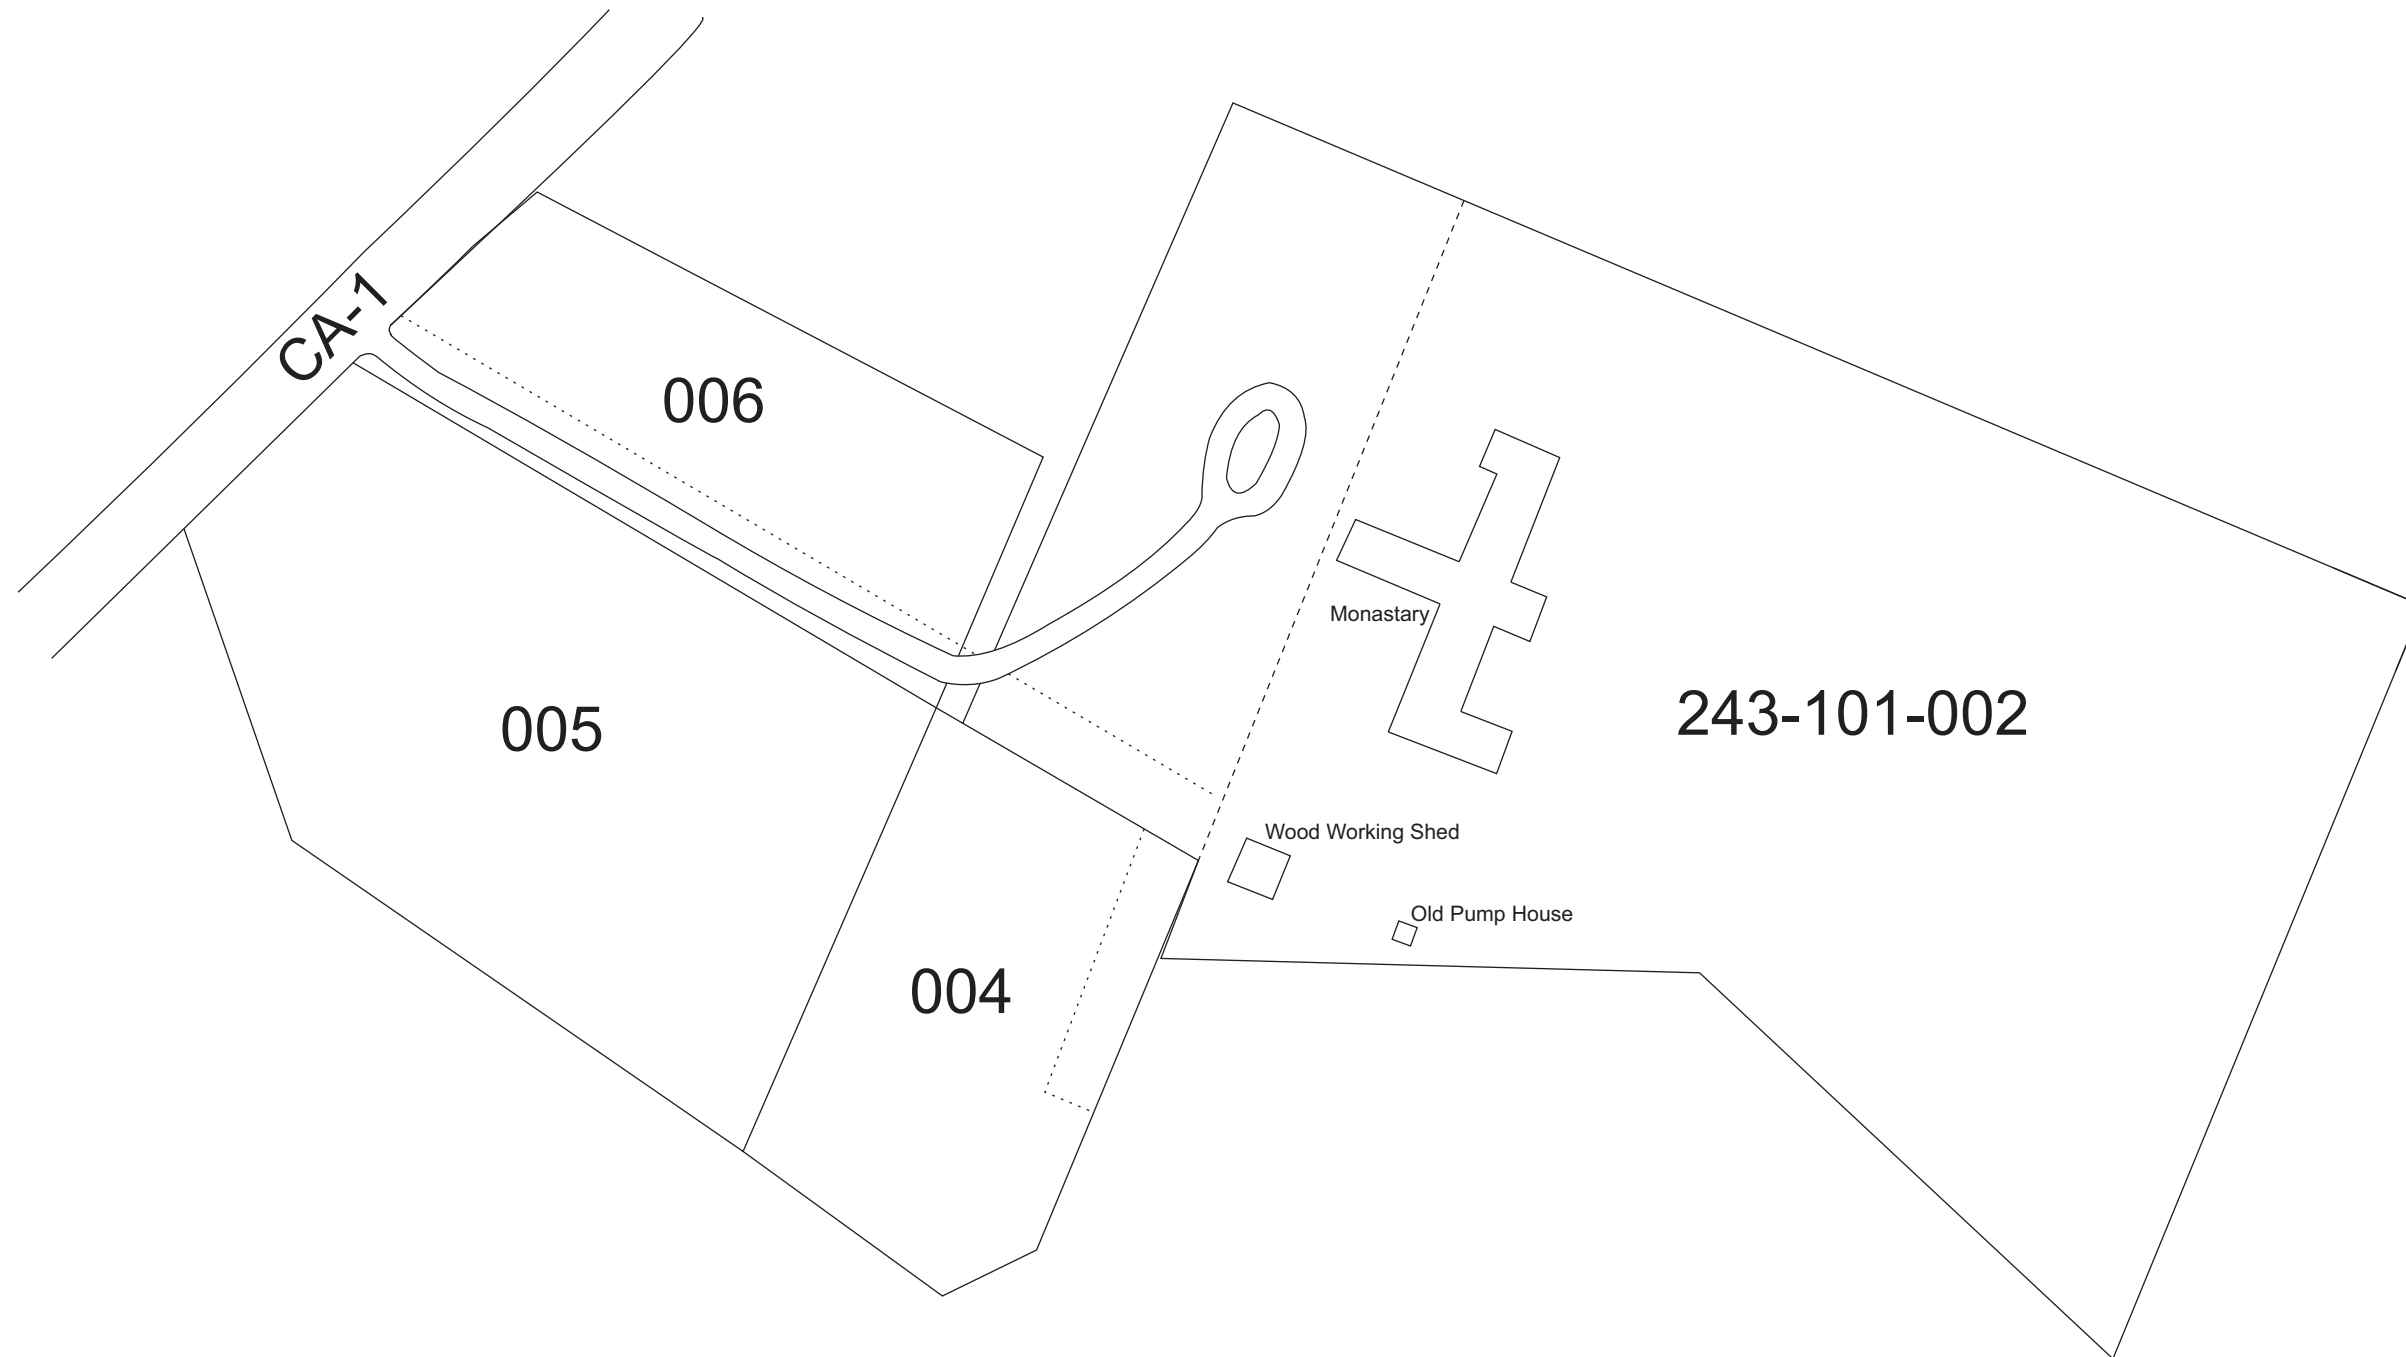 CA-1
006
Monastary
243-101-002
005
Wood Working Shed
Old Pump House
004